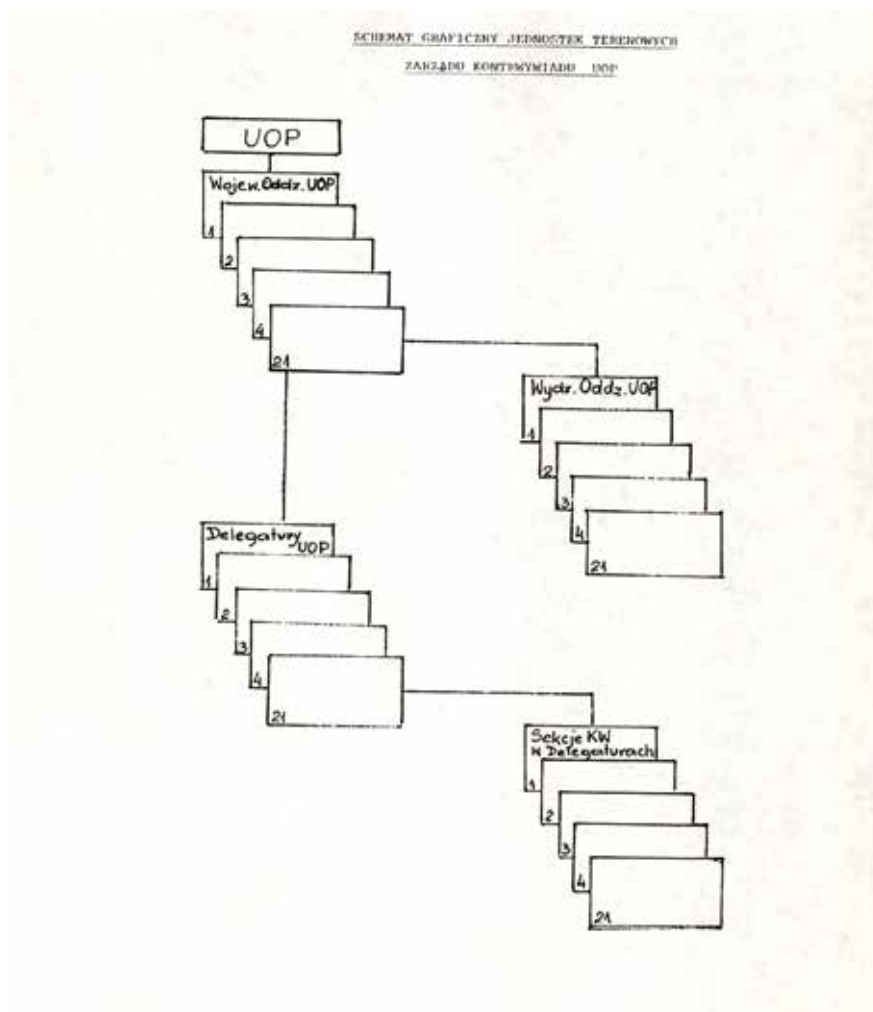 SCHEMAT GRAFICZNY JEDNOSTEK TERENOWYCH
ZARZĄDU KONTRWYWIADU UOP
UOP
Wojew. Oddz. UOP
1
2
3
4
21
Wydz. Oddz. UOP
1
2
3
4
21
Delegatury
UOP
1
2
3
4
21
Sekcje KW
w Delegaturach
1
2
3
4
21